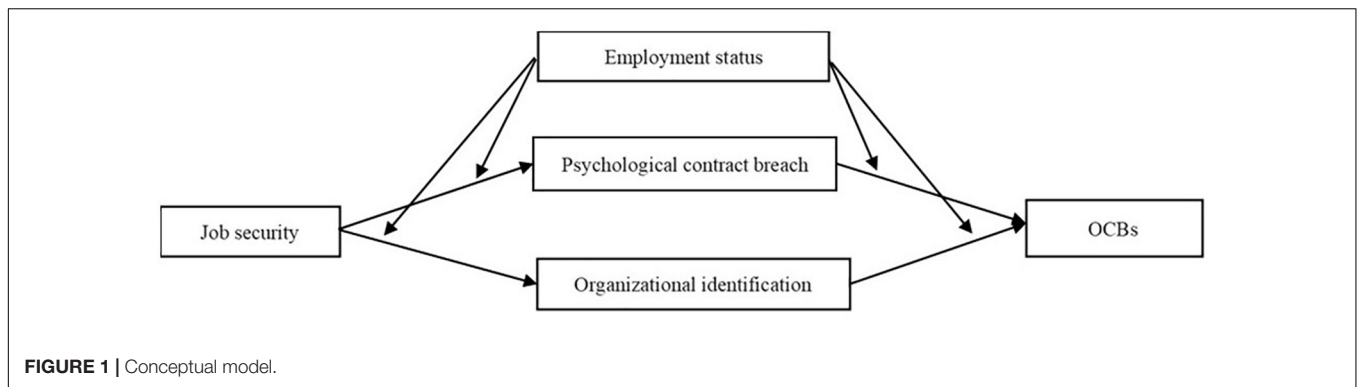 Employment status
Psychological contract breach
Job security
OCBs
Organizational identification
FIGURE 1 | Conceptual model.